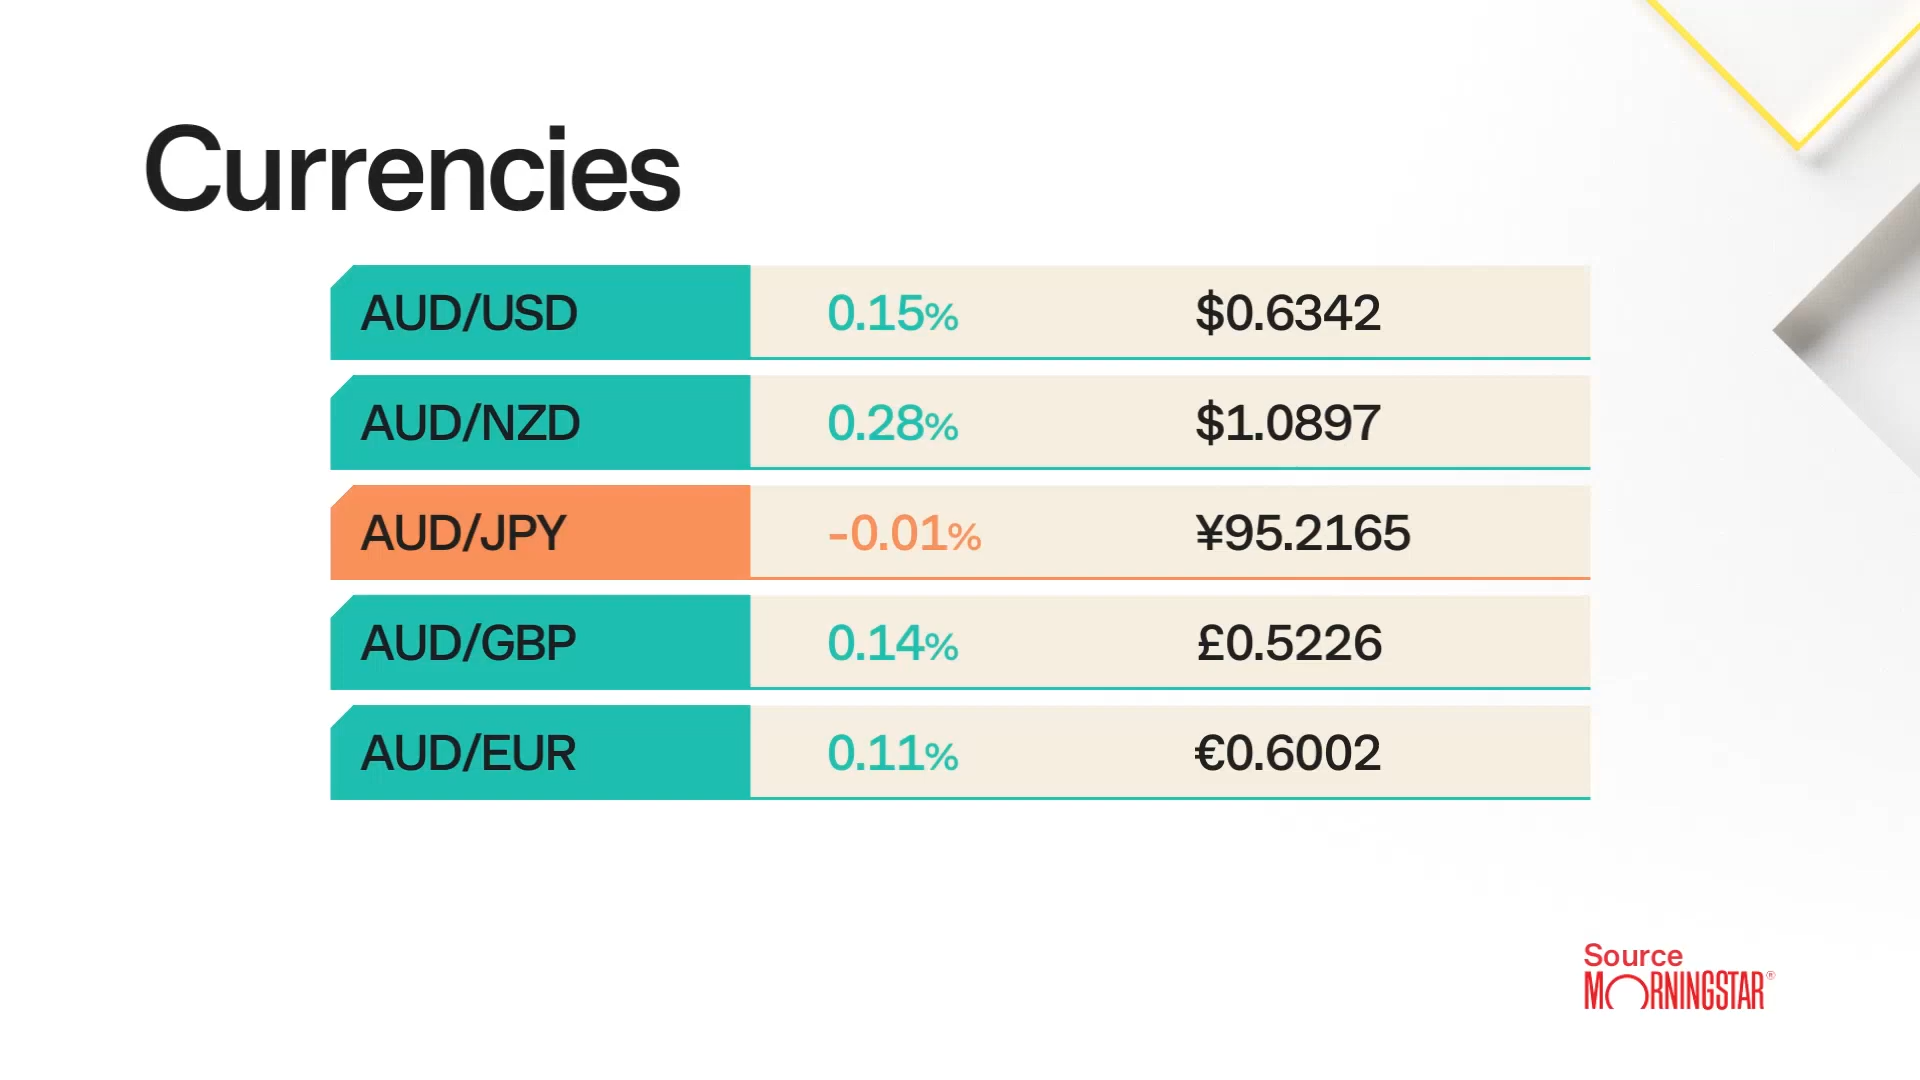 Currencies
AUD/USD 0.15% $0.6342
AUD/NZD 0.28% $1.0897
AUD/JPY -0.01% ¥95.2165
AUD/GBP 0.14% £0.5226
AUD/EUR 0.11% €0.6002
Source
MORNINGSTAR®